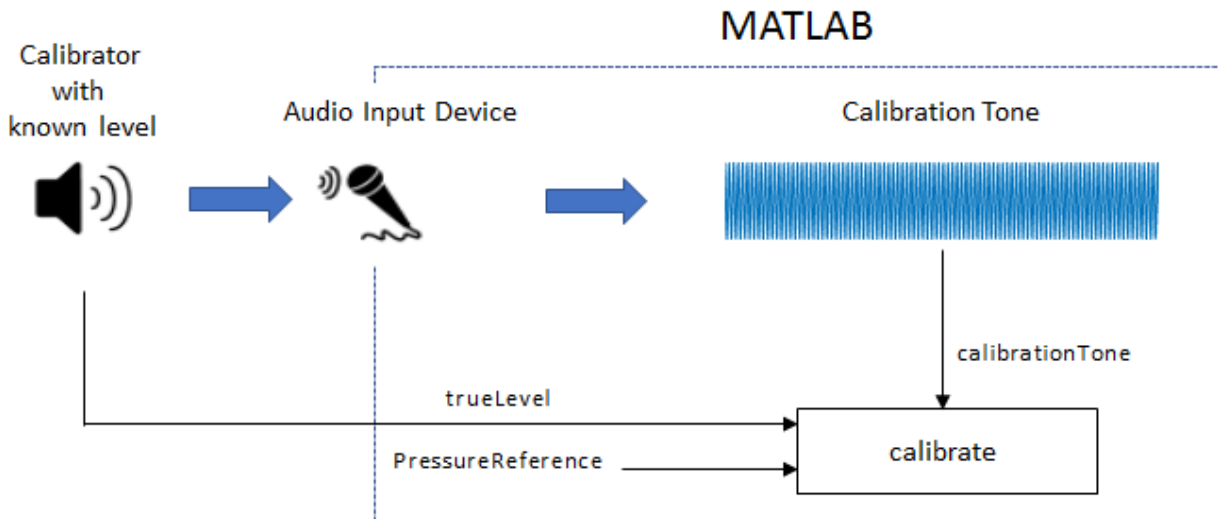 MATLAB
Calibrator
with
known level
Audio Input Device
Calibration Tone
calibrationTone
trueLevel
PressureReference
calibrate